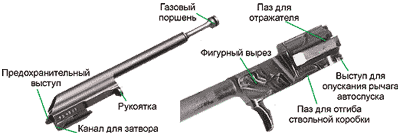 Газовый
поршень
Предохранительный
выступ
Рукоятка
Канал для затвора
Паз для
отражателя
Фигурный вырез
Выступ для
опускания рычага
автоспуска
Паз для отгиба
ствольной коробки